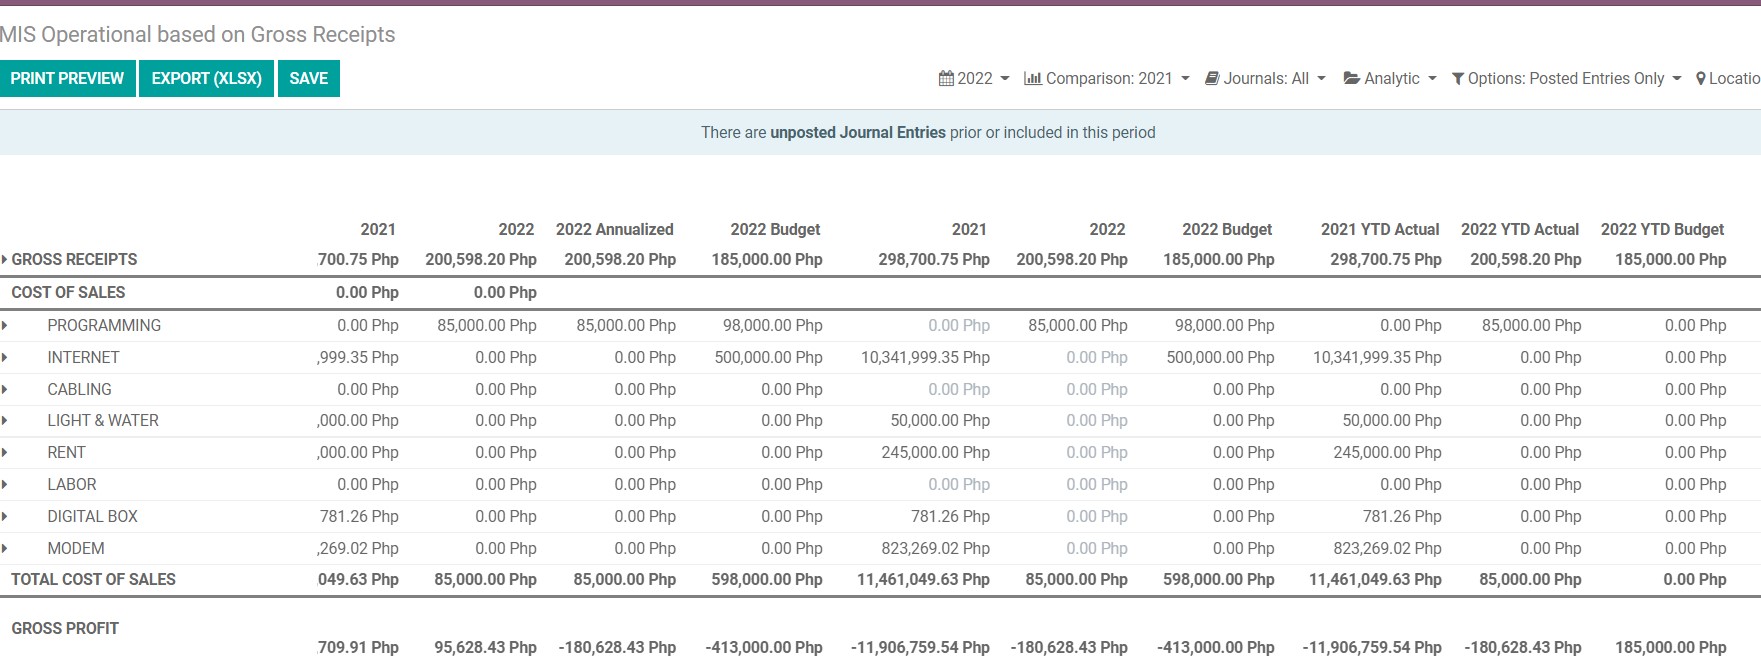 MIS Operational based on Gross Receipts
PRINT PREVIEW EXPORT (XLSX) SAVE 2022 Comparison: 2021 Journals: All Analytic Options: Posted Entries Only Locatio
There are unposted Journal Entries prior or included in this period
2021 2022 2022 Annualized 2022 Budget 2021 2022 2022 Budget 2021 YTD Actual 2022 YTD Actual 2022 YTD Budget
GROSS RECEIPTS ,700.75 Php 200,598.20 Php 200,598.20 Php 185,000.00 Php 298,700.75 Php 200,598.20 Php 185,000.00 Php 298,700.75 Php 200,598.20 Php 185,000.00 Php
COST OF SALES 0.00 Php 0.00 Php
PROGRAMMING 0.00 Php 85,000.00 Php 85,000.00 Php 98,000.00 Php 0.00 Php 85,000.00 Php 98,000.00 Php 0.00 Php 85,000.00 Php 0.00 Php
INTERNET ,999.35 Php 0.00 Php 0.00 Php 500,000.00 Php 10,341,999.35 Php 0.00 Php 500,000.00 Php 10,341,999.35 Php 0.00 Php 0.00 Php
CABLING 0.00 Php 0.00 Php 0.00 Php 0.00 Php 0.00 Php 0.00 Php 0.00 Php 0.00 Php 0.00 Php 0.00 Php
LIGHT & WATER ,000.00 Php 0.00 Php 0.00 Php 0.00 Php 50,000.00 Php 0.00 Php 0.00 Php 50,000.00 Php 0.00 Php 0.00 Php
RENT ,000.00 Php 0.00 Php 0.00 Php 0.00 Php 245,000.00 Php 0.00 Php 0.00 Php 245,000.00 Php 0.00 Php 0.00 Php
LABOR 0.00 Php 0.00 Php 0.00 Php 0.00 Php 0.00 Php 0.00 Php 0.00 Php 0.00 Php 0.00 Php 0.00 Php
DIGITAL BOX 781.26 Php 0.00 Php 0.00 Php 0.00 Php 781.26 Php 0.00 Php 0.00 Php 781.26 Php 0.00 Php 0.00 Php
MODEM ,269.02 Php 0.00 Php 0.00 Php 0.00 Php 823,269.02 Php 0.00 Php 0.00 Php 823,269.02 Php 0.00 Php 0.00 Php
TOTAL COST OF SALES 049.63 Php 85,000.00 Php 85,000.00 Php 598,000.00 Php 11,461,049.63 Php 85,000.00 Php 598,000.00 Php 11,461,049.63 Php 85,000.00 Php 0.00 Php
GROSS PROFIT
709.91 Php 95,628.43 Php -180,628.43 Php -413,000.00 Php -11,906,759.54 Php -180,628.43 Php -413,000.00 Php -11,906,759.54 Php -180,628.43 Php 185,000.00 Php